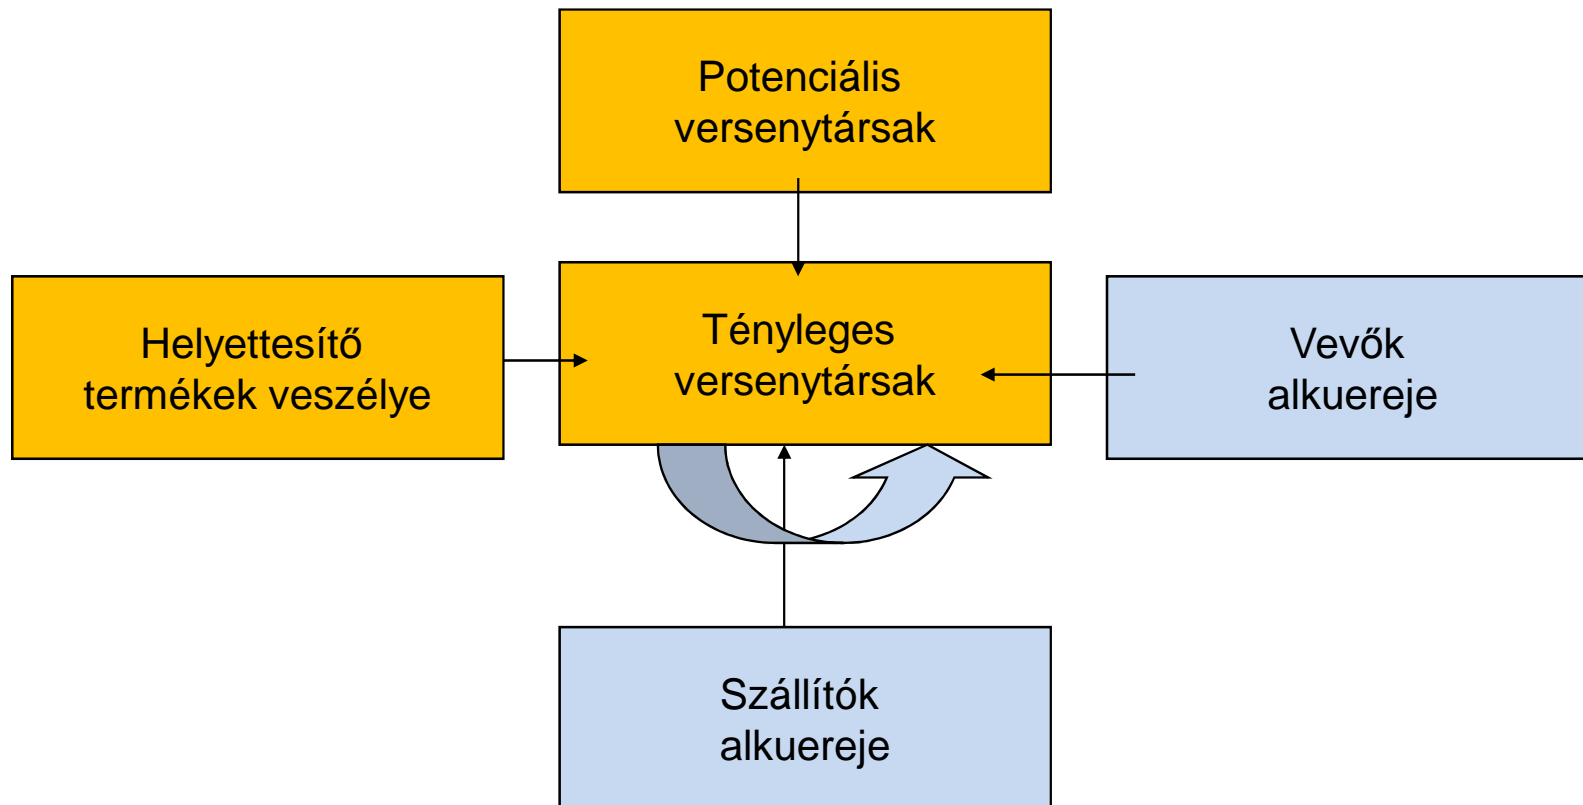 Potenciális
versenytársak
Helyettesítő
termékek veszélye
Tényleges
versenytársak
Vevők
alkuereje
Szállítók
alkuereje